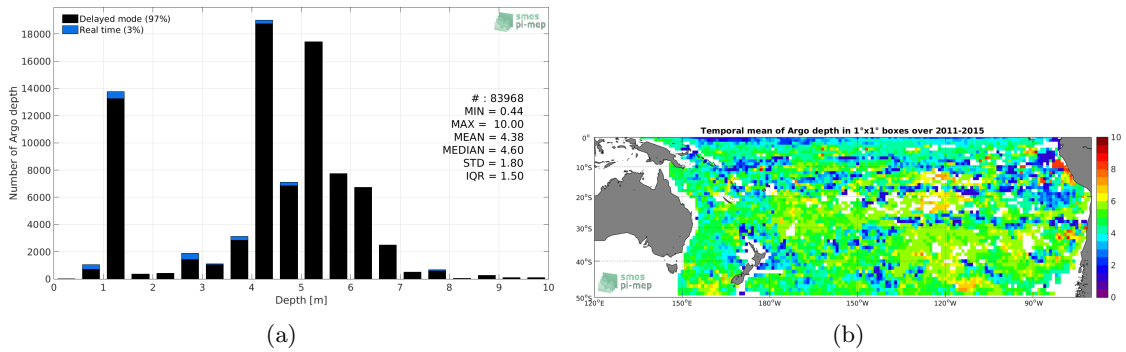 Delayed mode (97%)
Real time (3%)
smos
pi-mep
18000
16000
14000
12000
10000
8000
6000
4000
2000
0
Number of Argo depth
# : 83968
MIN = 0.44
MAX = 10.00
MEAN = 4.38
MEDIAN = 4.60
STD = 1.80
IQR = 1.50
1 2 3 4 5 6 7 8 9 10
Depth [m]
(a)
Temporal mean of Argo depth in 1°x1° boxes over 2011-2015
0°
10°S
20°S
30°S
40°S
50°S
120°E 150°E 180°W 150°W 120°W 90°W
smos
pi-mep
10
8
6
4
2
0
(b)